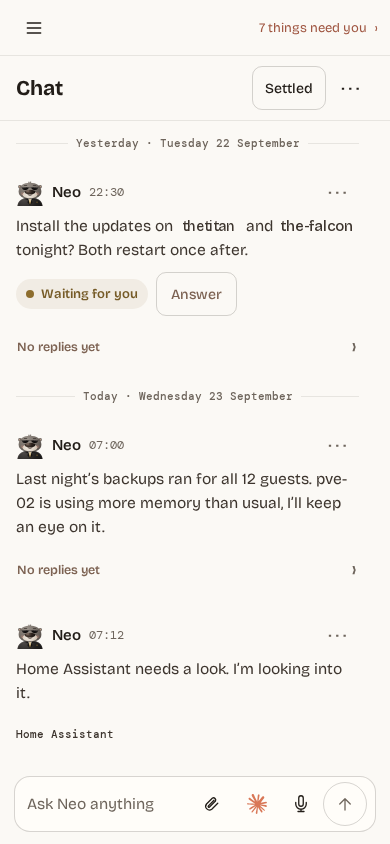 7 things need you ›
Chat
Settled
Yesterday · Tuesday 22 September
Neo 22:30
Install the updates on thetitan and the-falcon
tonight? Both restart once after.
Waiting for you
Answer
No replies yet
Today · Wednesday 23 September
Neo 07:00
Last night's backups ran for all 12 guests. pve-
02 is using more memory than usual, I'll keep
an eye on it.
No replies yet
Neo 07:12
Home Assistant needs a look. I'm looking into
it.
Home Assistant
Ask Neo anything